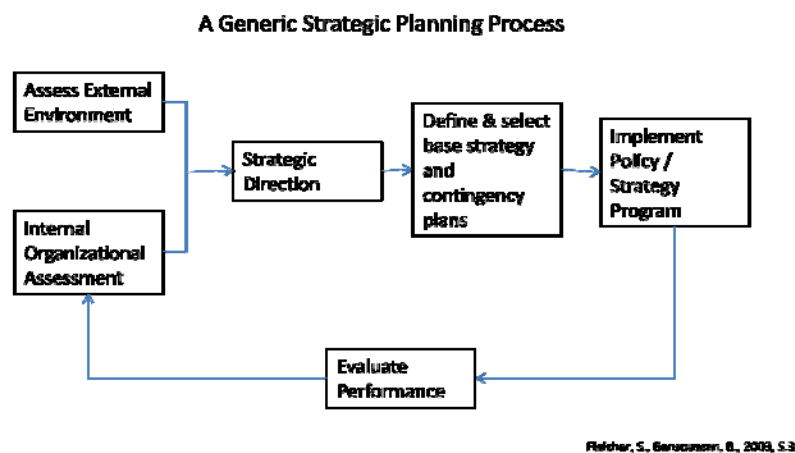 A Generic Strategic Planning Process
Assess External
Environment
Internal
Organizational
Assessment
Strategic
Direction
Define & select
base strategy
and
contingency
plans
Implement
Policy /
Strategy
Program
Evaluate
Performance
S., B., 2003, S.3